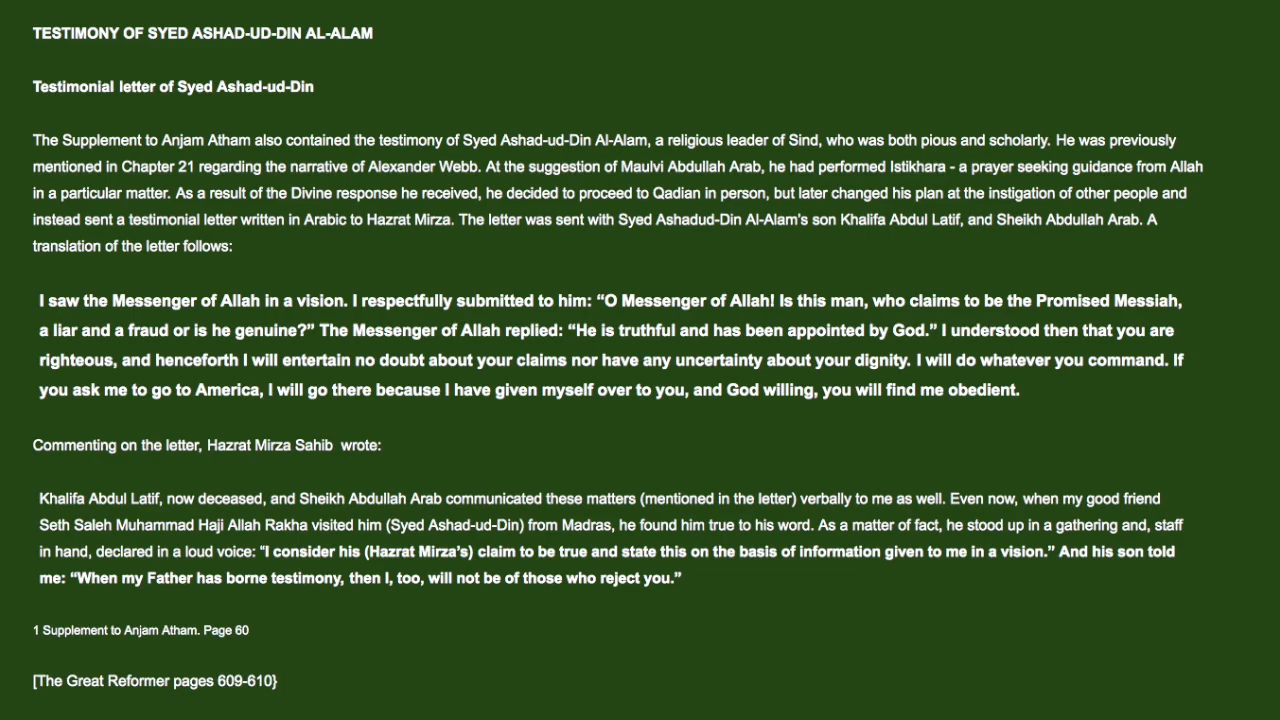 TESTIMONY OF SYED ASHAD-UD-DIN AL-ALAM
Testimonial letter of Syed Ashad-ud-Din
The Supplement to Anjam Atham also contained the testimony of Syed Ashad-ud-Din Al-Alam, a religious leader of Sind, who was both pious and scholarly. He was previously
mentioned in Chapter 21 regarding the narrative of Alexander Webb. At the suggestion of Maulvi Abdullah Arab, he had performed Istikhara - a prayer seeking guidance from Allah
in a particular matter. As a result of the Divine response he received, he decided to proceed to Qadian in person, but later changed his plan at the instigation of other people and
instead sent a testimonial letter written in Arabic to Hazrat Mirza. The letter was sent with Syed Ashadud-Din Al-Alam's son Khalifa Abdul Latif, and Sheikh Abdullah Arab. A
translation of the letter follows:
I saw the Messenger of Allah in a vision. I respectfully submitted to him: “O Messenger of Allah! Is this man, who claims to be the Promised Messiah,
a liar and a fraud or is he genuine?” The Messenger of Allah replied: “He is truthful and has been appointed by God.” I understood then that you are
righteous, and henceforth I will entertain no doubt about your claims nor have any uncertainty about your dignity. I will do whatever you command. If
you ask me to go to America, I will go there because I have given myself over to you, and God willing, you will find me obedient.
Commenting on the letter, Hazrat Mirza Sahib wrote:
Khalifa Abdul Latif, now deceased, and Sheikh Abdullah Arab communicated these matters (mentioned in the letter) verbally to me as well. Even now, when my good friend
Seth Saleh Muhammad Haji Allah Rakha visited him (Syed Ashad-ud-Din) from Madras, he found him true to his word. As a matter of fact, he stood up in a gathering and, staff
in hand, declared in a loud voice: “I consider his (Hazrat Mirza’s) claim to be true and state this on the basis of information given to me in a vision.” And his son told
me: “When my Father has borne testimony, then I, too, will not be of those who reject you.”
1 Supplement to Anjam Atham. Page 60
[The Great Reformer pages 609-610}